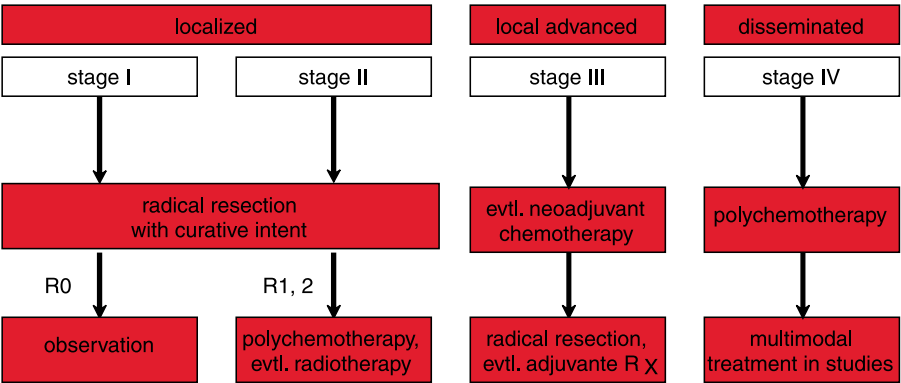 localized
local advanced
disseminated
stage I
stage II
stage III
stage IV
radical resection
with curative intent
evtl. neoadjuvant
chemotherapy
polychemotherapy
R0
R1, 2
observation
polychemotherapy,
evtl. radiotherapy
radical resection,
evtl. adjuvante R X
multimodal
treatment in studies